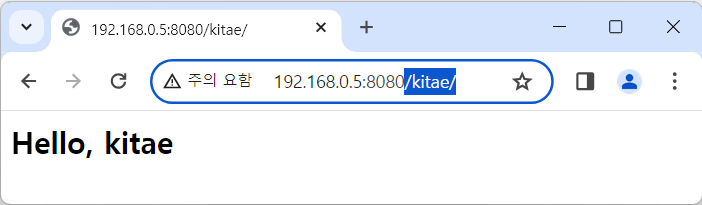 192.168.0.5:8080/kitae/
주의 요함 192.168.0.5:8080/kitae/
Hello, kitae